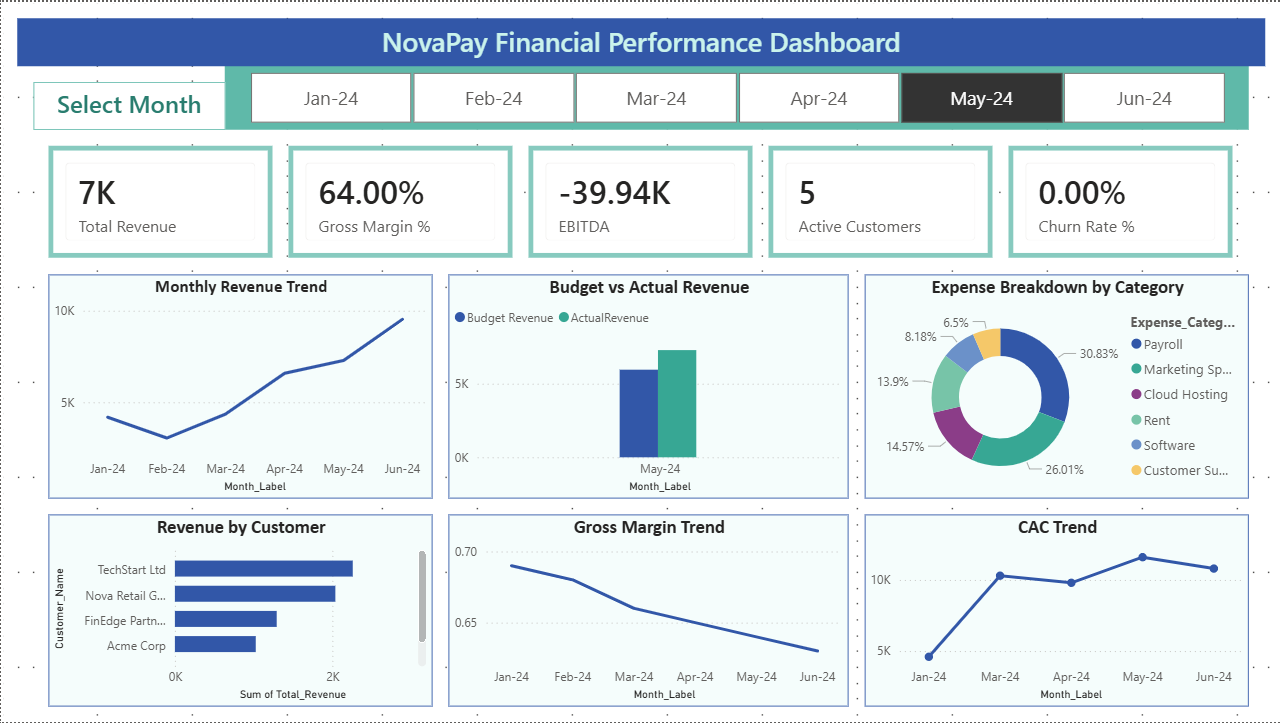 NovaPay Financial Performance Dashboard
Select Month
Jan-24 Feb-24 Mar-24 Apr-24 May-24 Jun-24
7K 64.00% -39.94K 5 0.00%
Total Revenue Gross Margin % EBITDA Active Customers Churn Rate %
Monthly Revenue Trend
10K
5K
Jan-24 Feb-24 Mar-24 Apr-24 May-24 Jun-24
Month_Label
Budget vs Actual Revenue
Budget Revenue ActualRevenue
5K
0K
May-24
Month_Label
Expense Breakdown by Category
6.5%
8.18%
30.83%
13.9%
14.57%
26.01%
Expense_Categ...
Payroll
Marketing Sp...
Cloud Hosting
Rent
Software
Customer Su...
Revenue by Customer
Customer_Name
TechStart Ltd
Nova Retail G...
FinEdge Partn...
Acme Corp
0K 2K
Sum of Total_Revenue
Gross Margin Trend
0.70
0.65
Jan-24 Feb-24 Mar-24 Apr-24 May-24 Jun-24
Month_Label
CAC Trend
10K
5K
Jan-24 Mar-24 Apr-24 May-24 Jun-24
Month_Label